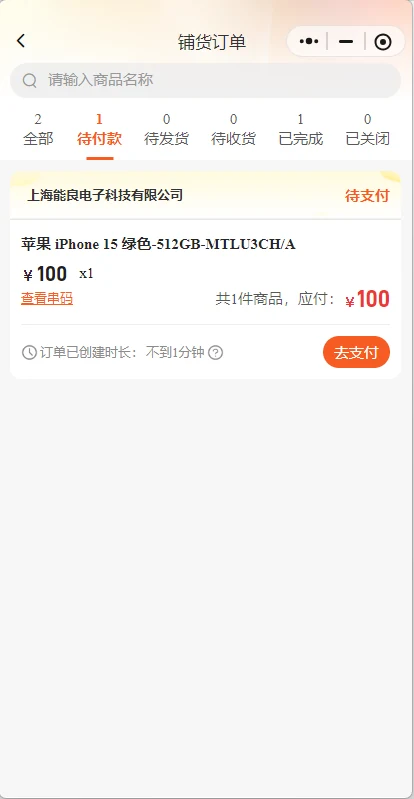 铺货订单
请输入商品名称
2 1 0 0 1 0
全部 待付款 待发货 待收货 已完成 已关闭
上海能良电子科技有限公司 待支付
苹果 iPhone 15 绿色-512GB-MTLU3CH/A
¥100 x1
查看串码 共1件商品，应付：¥100
订单已创建时长：不到1分钟 ? 去支付